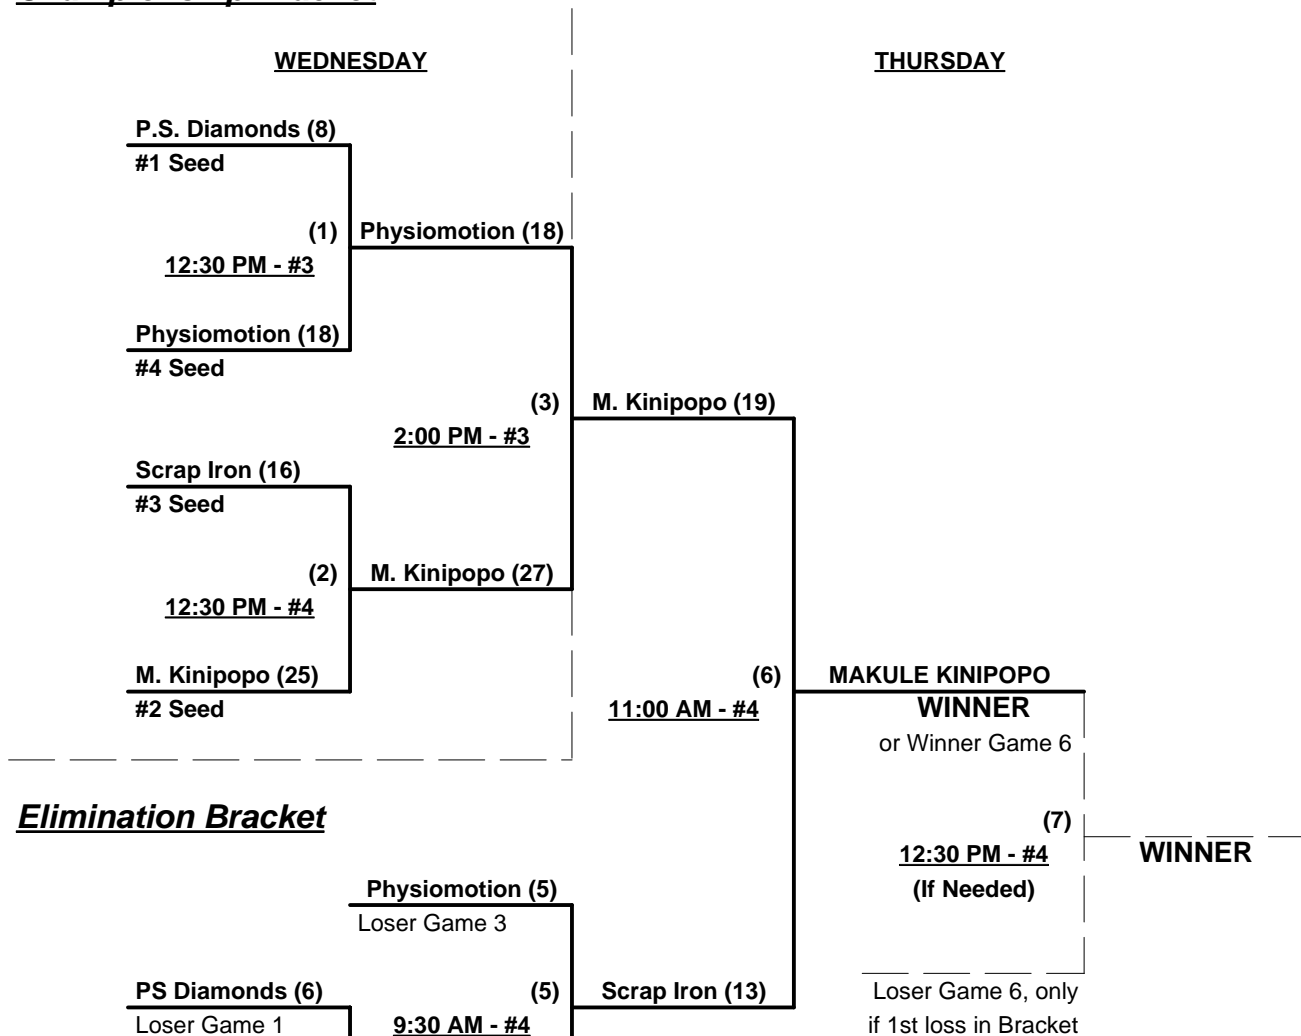 WEDNESDAY
THURSDAY
P.S. Diamonds (8)
#1 Seed
(1)
Physiomotion (18)
12:30 PM - #3
Physiomotion (18)
#4 Seed
(3)
M. Kinipopo (19)
2:00 PM - #3
Scrap Iron (16)
#3 Seed
(2)
M. Kinipopo (27)
12:30 PM - #4
M. Kinipopo (25)
#2 Seed
(6)
MAKULE KINIPOPO
11:00 AM - #4
WINNER
or Winner Game 6
Elimination Bracket
(7)
12:30 PM - #4
WINNER
(If Needed)
Physiomotion (5)
Loser Game 3
PS Diamonds (6)
(5)
Scrap Iron (13)
Loser Game 6, only
Loser Game 1
9:30 AM - #4
if 1st loss in Bracket